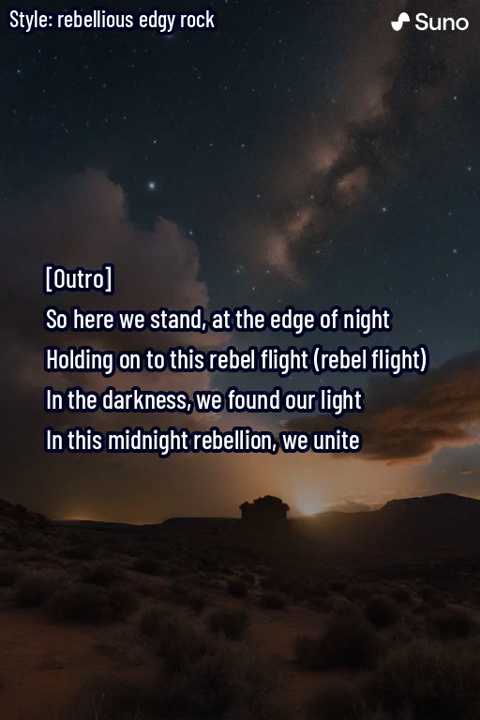 Style: rebellious edgy rock
Suno
[Outro]
So here we stand, at the edge of night
Holding on to this rebel flight (rebel flight)
In the darkness, we found our light
In this midnight rebellion, we unite